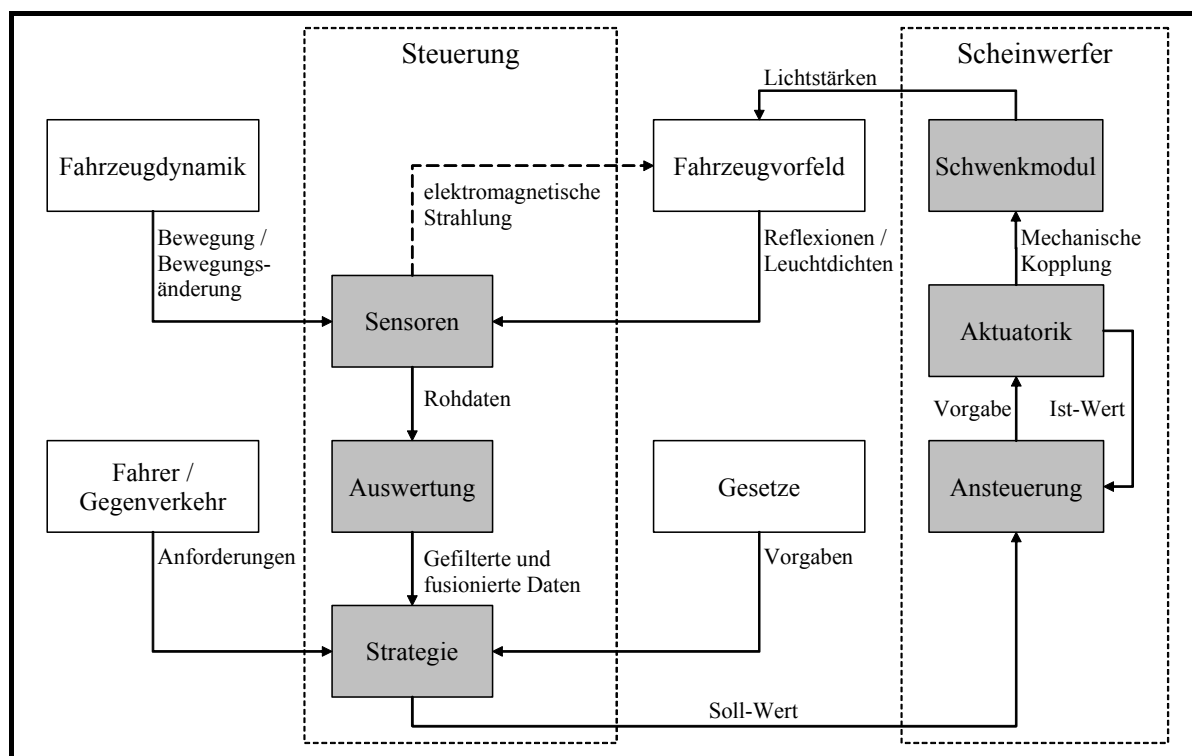 Steuerung
Scheinwerfer
Lichtstärken
Fahrzeugdynamik
Fahrzeugvorfeld
Schwenkmodul
elektromagnetische
Strahlung
Bewegung /
Bewegungs-
änderung
Reflexionen /
Leuchtdichten
Mechanische
Kopplung
Sensoren
Aktuatorik
Rohdaten
Vorgabe
Ist-Wert
Fahrer /
Gegenverkehr
Auswertung
Gesetze
Ansteuerung
Anforderungen
Gefilterte und
fusionierte Daten
Vorgaben
Strategie
Soll-Wert